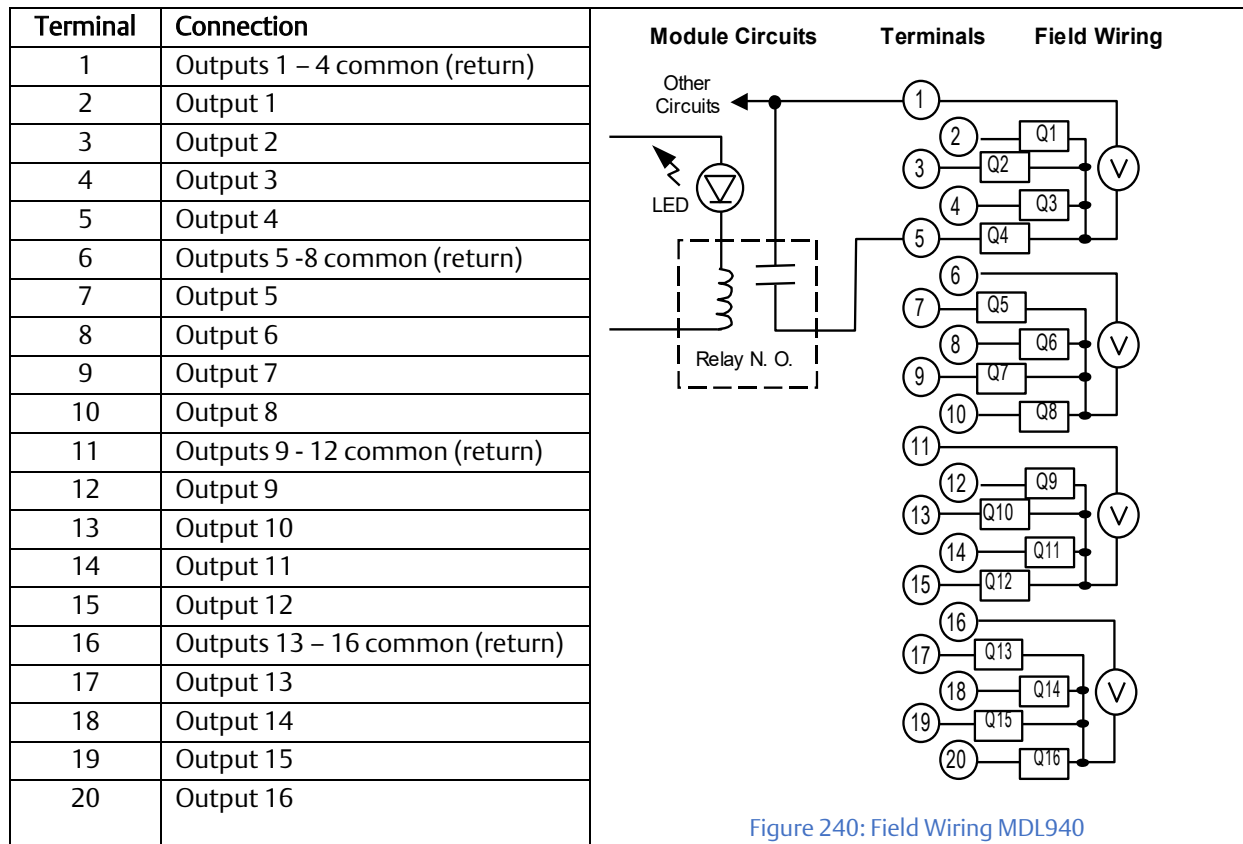 Terminal Connection
1 Outputs 1 – 4 common (return)
2 Output 1
3 Output 2
4 Output 3
5 Output 4
6 Outputs 5 -8 common (return)
7 Output 5
8 Output 6
9 Output 7
10 Output 8
11 Outputs 9 - 12 common (return)
12 Output 9
13 Output 10
14 Output 11
15 Output 12
16 Outputs 13 – 16 common (return)
17 Output 13
18 Output 14
19 Output 15
20 Output 16
Module Circuits Terminals Field Wiring
Other
Circuits
LED
Relay N. O.
1
2 Q1
3 Q2
V
4 Q3
5 Q4
6
7 Q5
8 Q6
V
9 Q7
10 Q8
11
12 Q9
13 Q10
V
14 Q11
15 Q12
16
17 Q13
18 Q14
V
19 Q15
20 Q16
Figure 240: Field Wiring MDL940